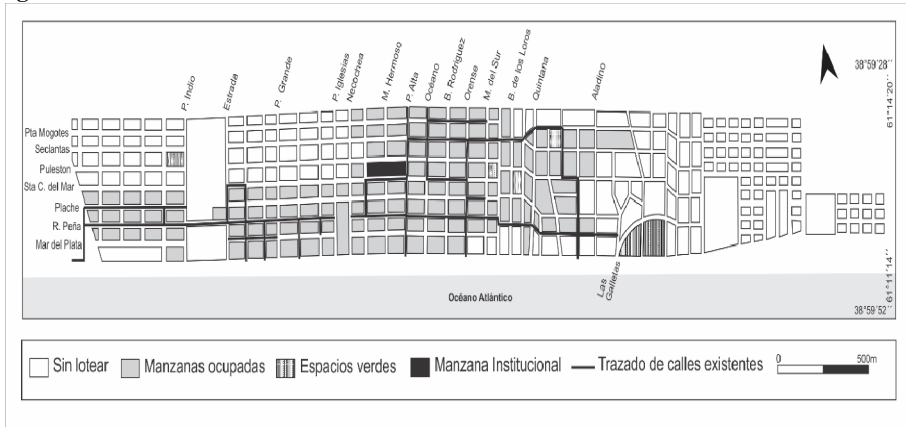 P. Indio
Estrada
P. Grande
P. Iglesias
Necochea
M. Hermoso
P. Alta
Océano
B. Rodríguez
Orense
M. del Sur
B. de los Loros
Quintana
Aladino
38°59´28´´
61°14´20´´
Pta Mogotes
Seclantas
Puleston
Sta C. del Mar
Plache
R. Peña
Mar del Plata
Las Galletas
61°11´14´´
Océano Atlántico
38°59´52´´
Sin lotear
Manzanas ocupadas
Espacios verdes
Manzana Institucional
Trazado de calles existentes
0 500m